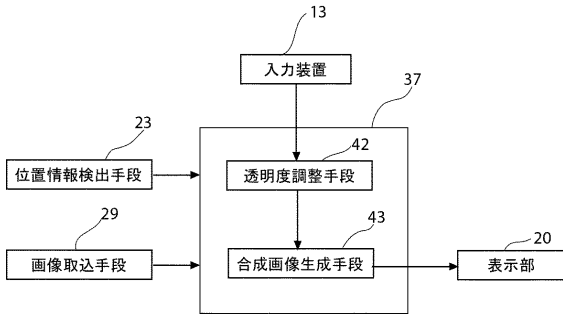 13
入力装置
37
23
42
位置情報検出手段
透明度調整手段
29
43
20
画像取込手段
合成画像生成手段
表示部